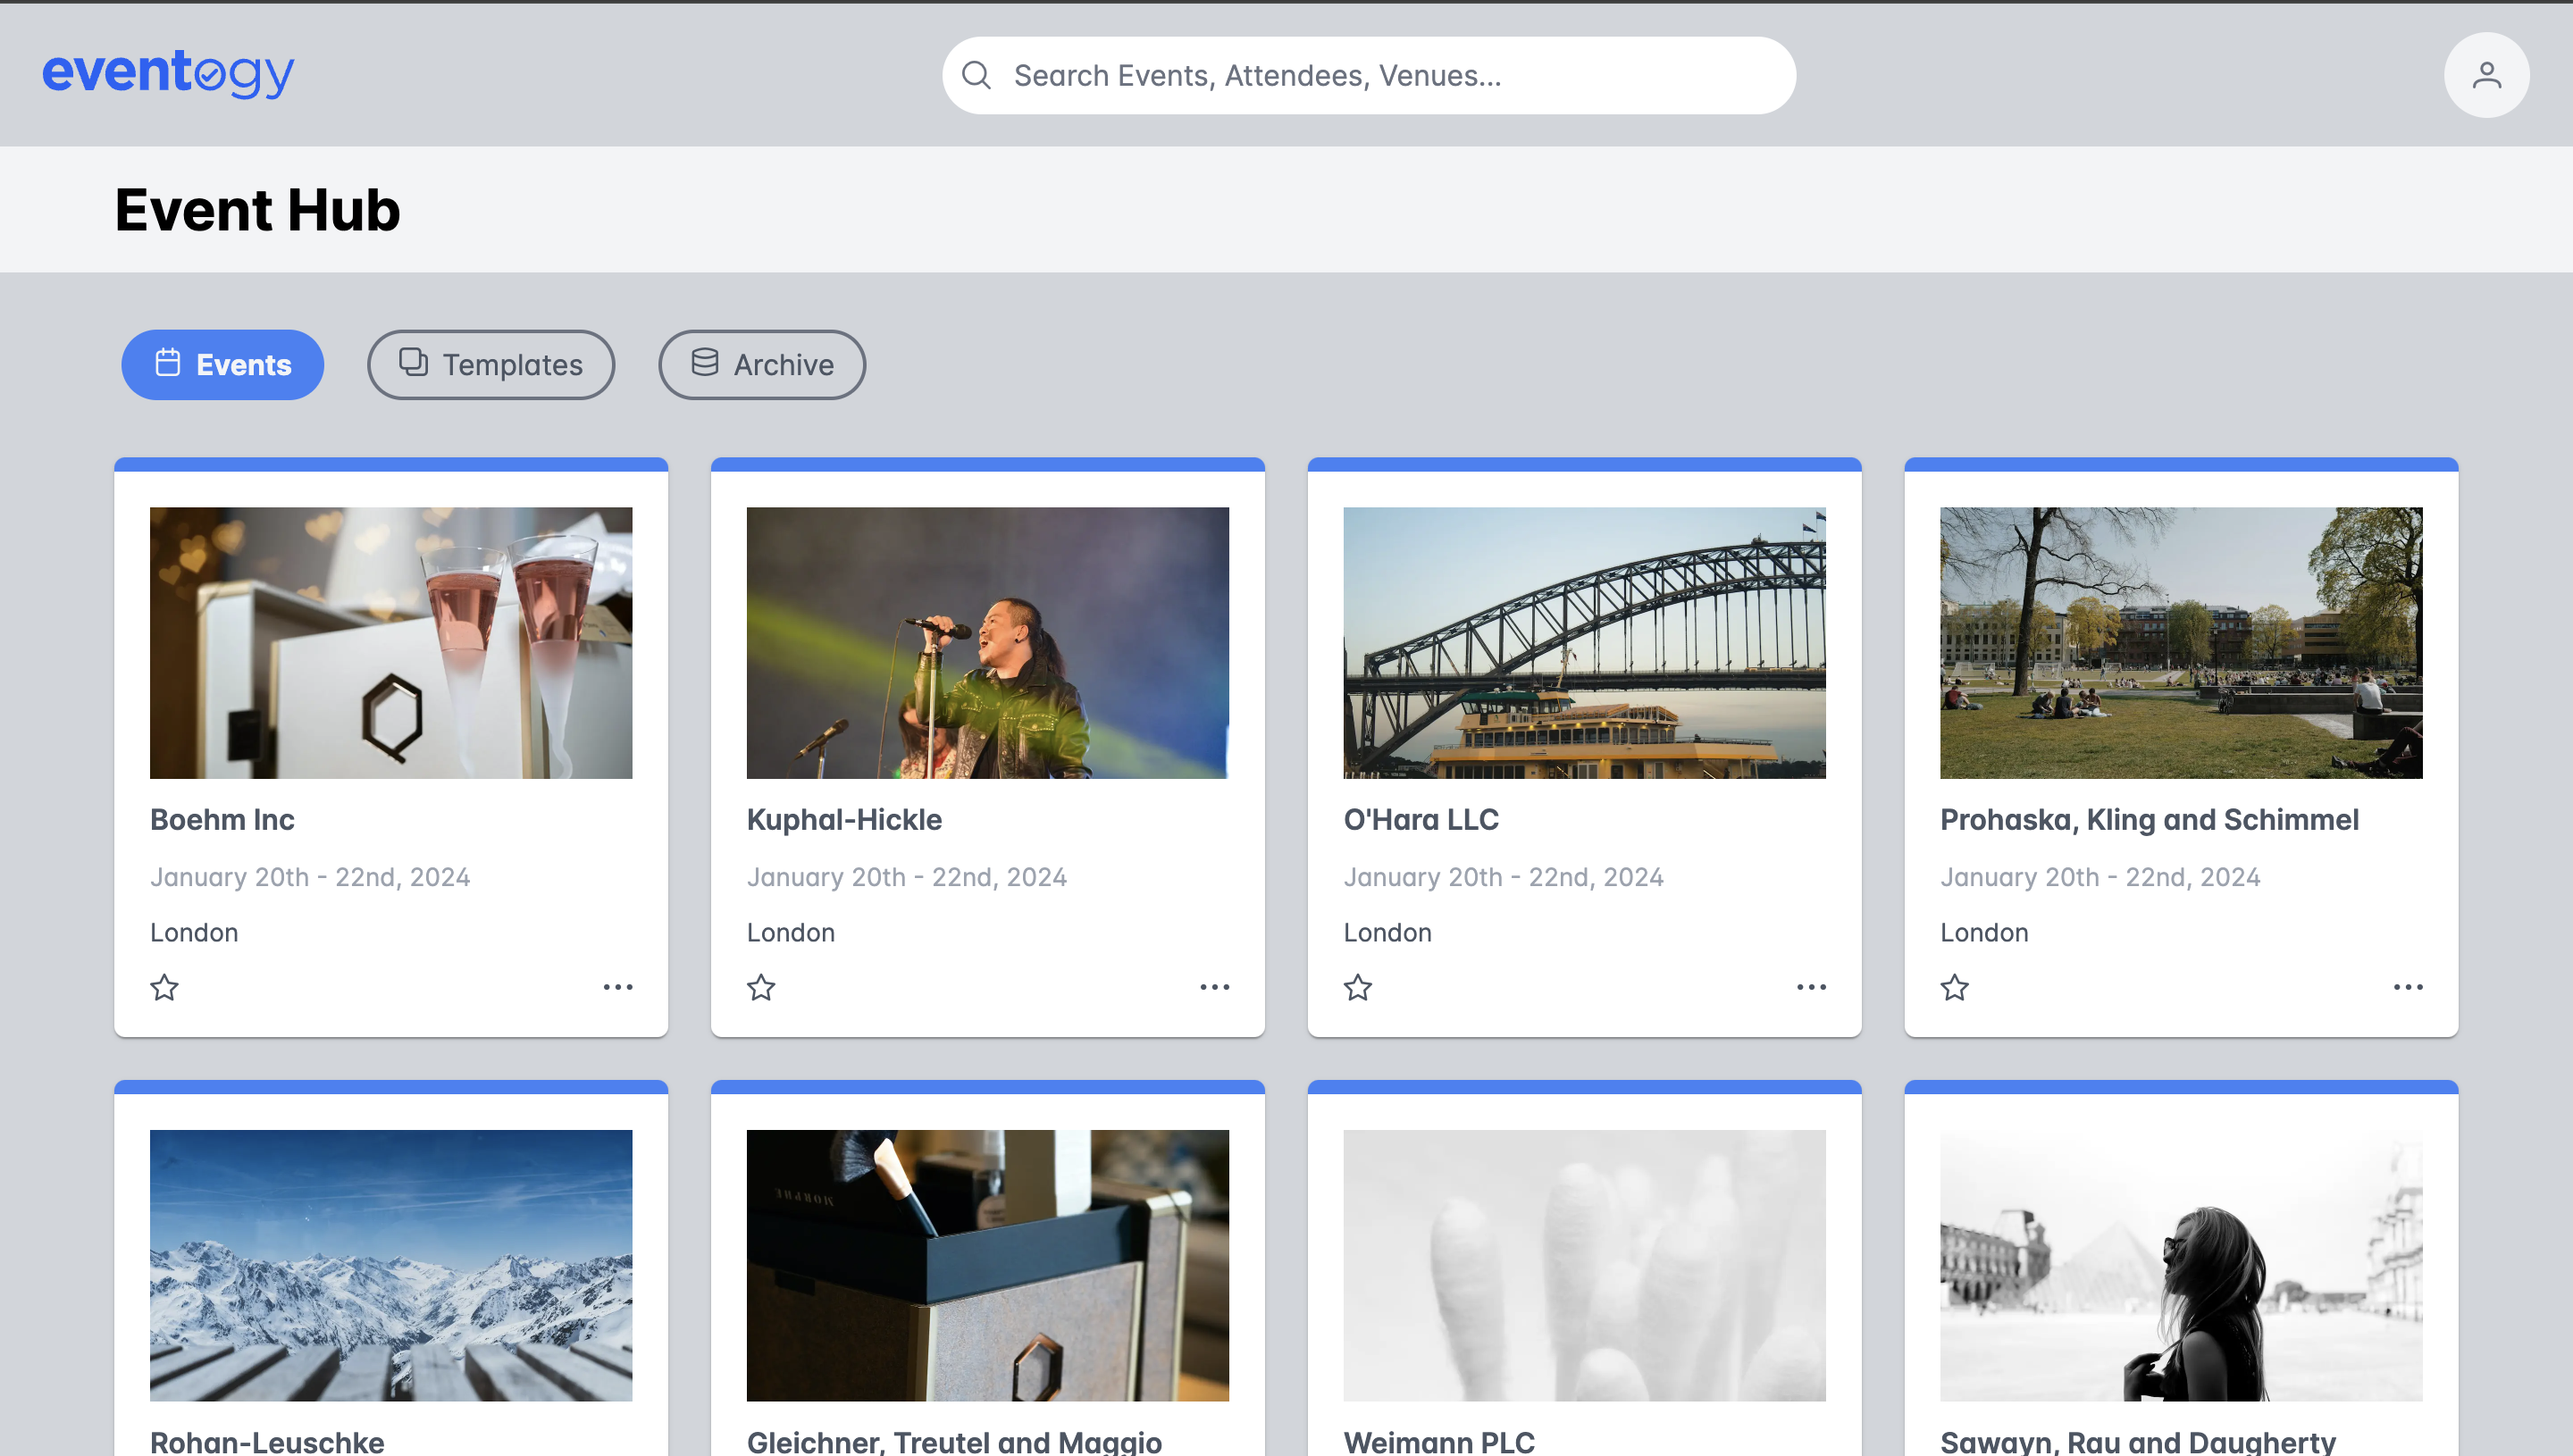 eventogy
Search Events, Attendees, Venues...
Event Hub
Events
Templates
Archive
Boehm Inc
January 20th - 22nd, 2024
London
Kuphal-Hickle
January 20th - 22nd, 2024
London
O'Hara LLC
January 20th - 22nd, 2024
London
Prohaska, Kling and Schimmel
January 20th - 22nd, 2024
London
MORPHE
Rohan-Leuschke
Gleichner, Treutel and Maggio
Weimann PLC
Sawayn, Rau and Daugherty